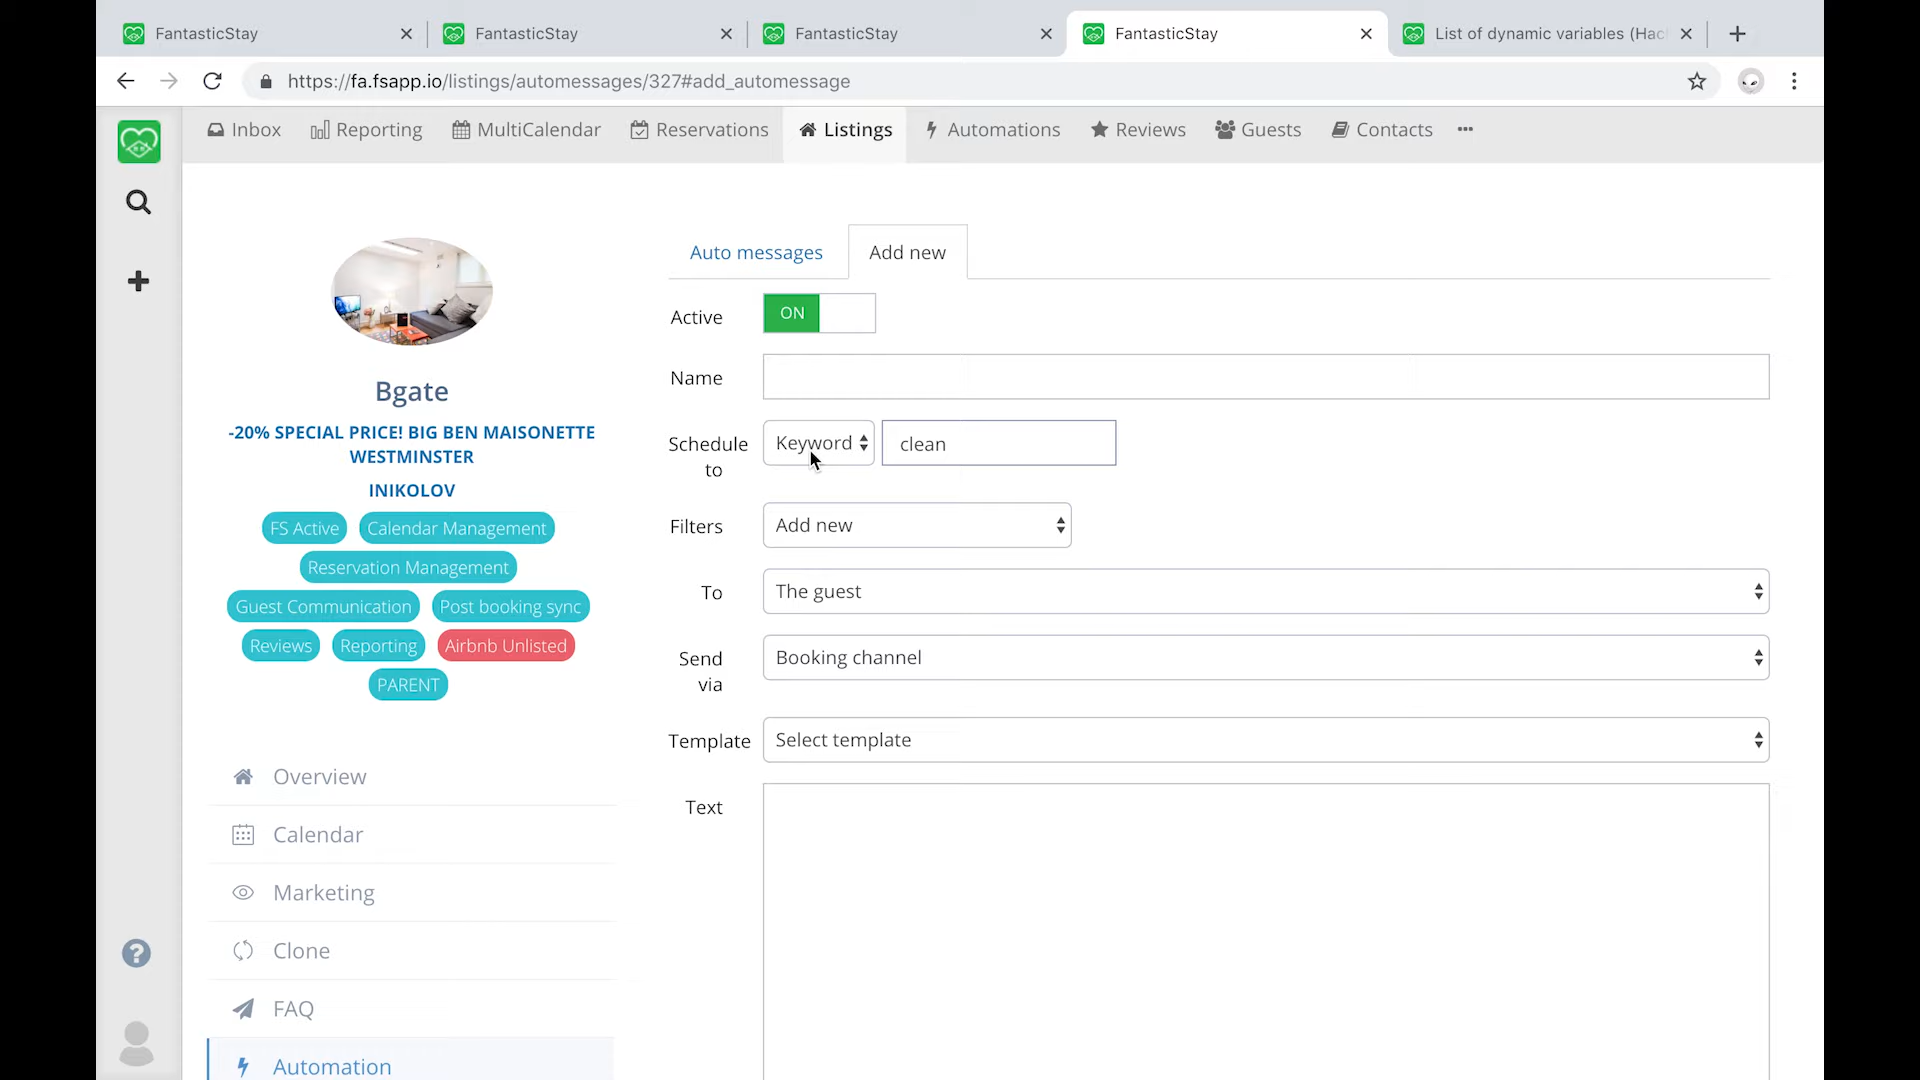 FantasticStay
FantasticStay
FantasticStay
FantasticStay
List of dynamic variables (Hac
https://fa.fsapp.io/listings/automessages/327#add_automessage
Inbox
Reporting
MultiCalendar
Reservations
Listings
Automations
Reviews
Guests
Contacts
Bgate
-20% SPECIAL PRICE! BIG BEN MAISONETTE
WESTMINSTER
INIKOLOV
FS Active
Calendar Management
Reservation Management
Guest Communication
Post booking sync
Reviews
Reporting
Airbnb Unlisted
PARENT
Overview
Calendar
Marketing
Clone
FAQ
Automation
Auto messages
Add new
Active
ON
Name
Schedule
to
Keyword
clean
Filters
Add new
To
The guest
Send
via
Booking channel
Template
Select template
Text